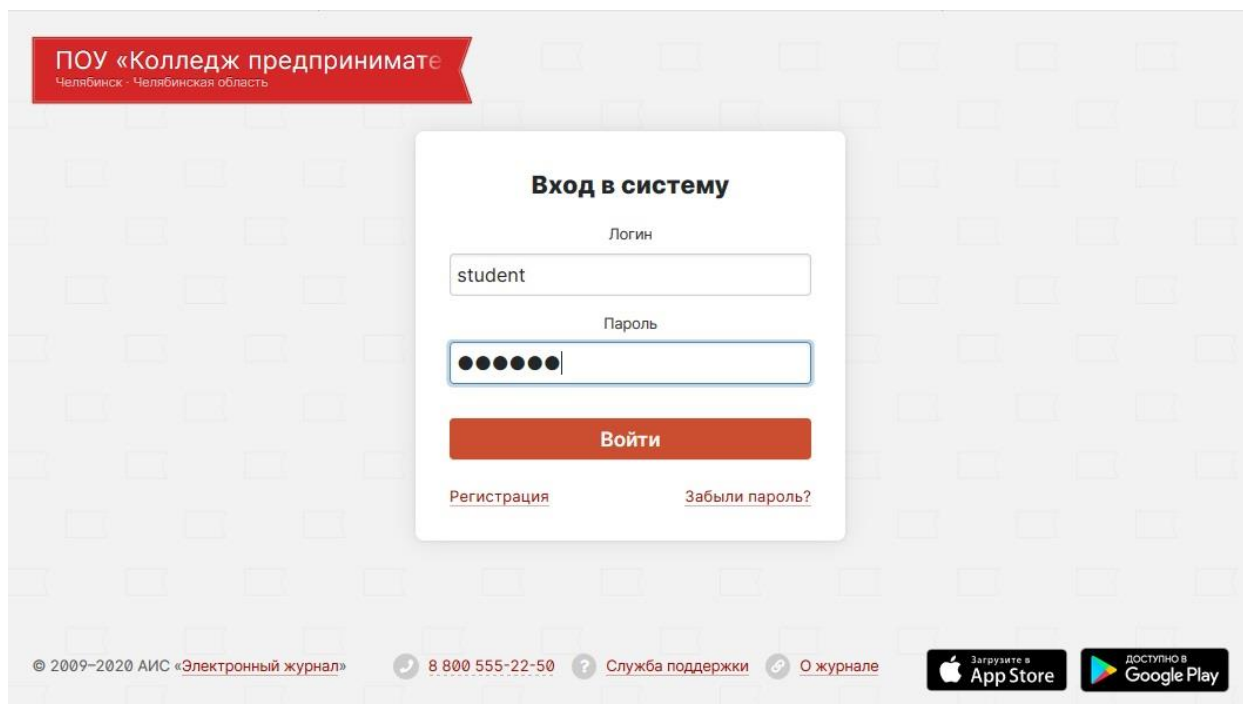 ПОУ «Колледж предпринимате
Челябинск · Челябинская область
Вход в систему
Логин
student
Пароль
●●●●●●
Войти
Регистрация
Забыли пароль?
© 2009–2020 АИС «Электронный журнал»
8 800 555-22-50
Служба поддержки
О журнале
Загрузите в
App Store
ДОСТУПНО В
Google Play